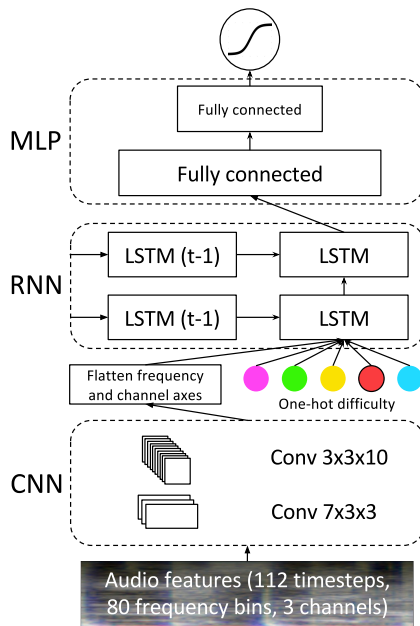 Fully connected
MLP
Fully connected
LSTM (t-1)
LSTM
RNN
LSTM (t-1)
LSTM
Flatten frequency
and channel axes
One-hot difficulty
Conv 3x3x10
CNN
Conv 7x3x3
Audio features (112 timesteps,
80 frequency bins, 3 channels)